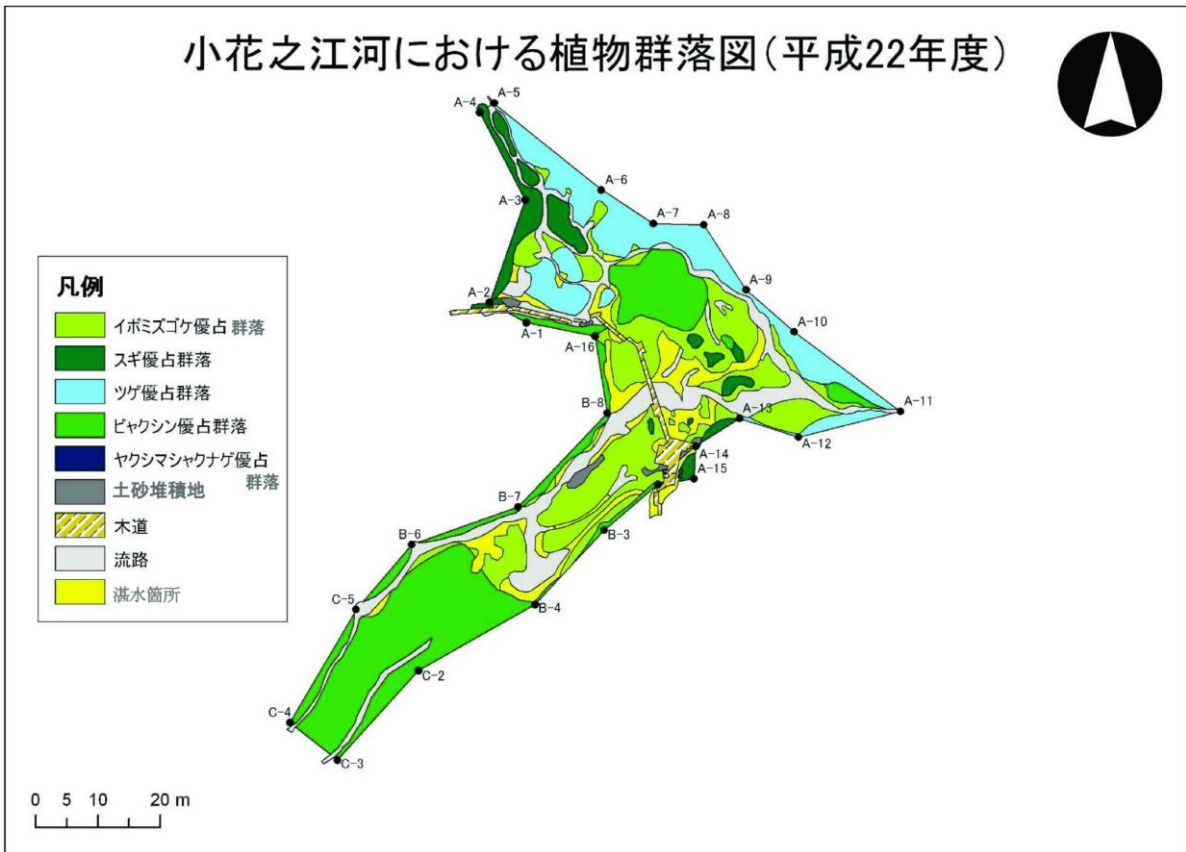 小花之江河における植物群落図(平成22年度)
A-5
A-4
A-6
A-3
A-7
A-8
A-9
A-2
A-10
A-1
A-16
A-11
B-8
A-13
A-12
A-14
A-15
B-7
B-3
B-6
B-4
C-5
C-2
C-4
C-3
凡例
イボミズゴケ優占 群落
スギ優占群落
ツゲ優占群落
ビャクシン優占群落
ヤクシマシャクナゲ優占
群落
土砂堆積地
木道
流路
湛水箇所
0 5 10 20 m